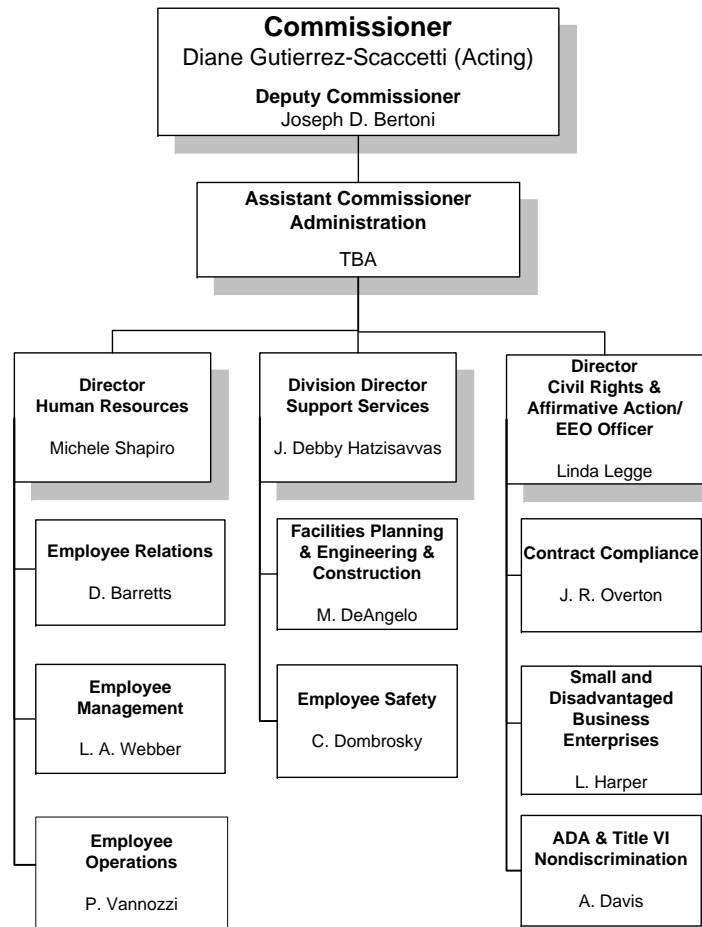 Commissioner
Diane Gutierrez-Scaccetti (Acting)
Deputy Commissioner
Joseph D. Bertoni
Assistant Commissioner
Administration
TBA
Director
Human Resources
Michele Shapiro
Division Director
Support Services
J. Debby Hatzisavvas
Director
Civil Rights &
Affirmative Action/
EEO Officer
Linda Legge
Employee Relations
D. Barretts
Facilities Planning
& Engineering &
Construction
M. DeAngelo
Contract Compliance
J. R. Overton
Employee
Management
L. A. Webber
Employee Safety
C. Dombrosky
Small and
Disadvantaged
Business
Enterprises
L. Harper
Employee
Operations
P. Vannozzi
ADA & Title VI
Nondiscrimination
A. Davis